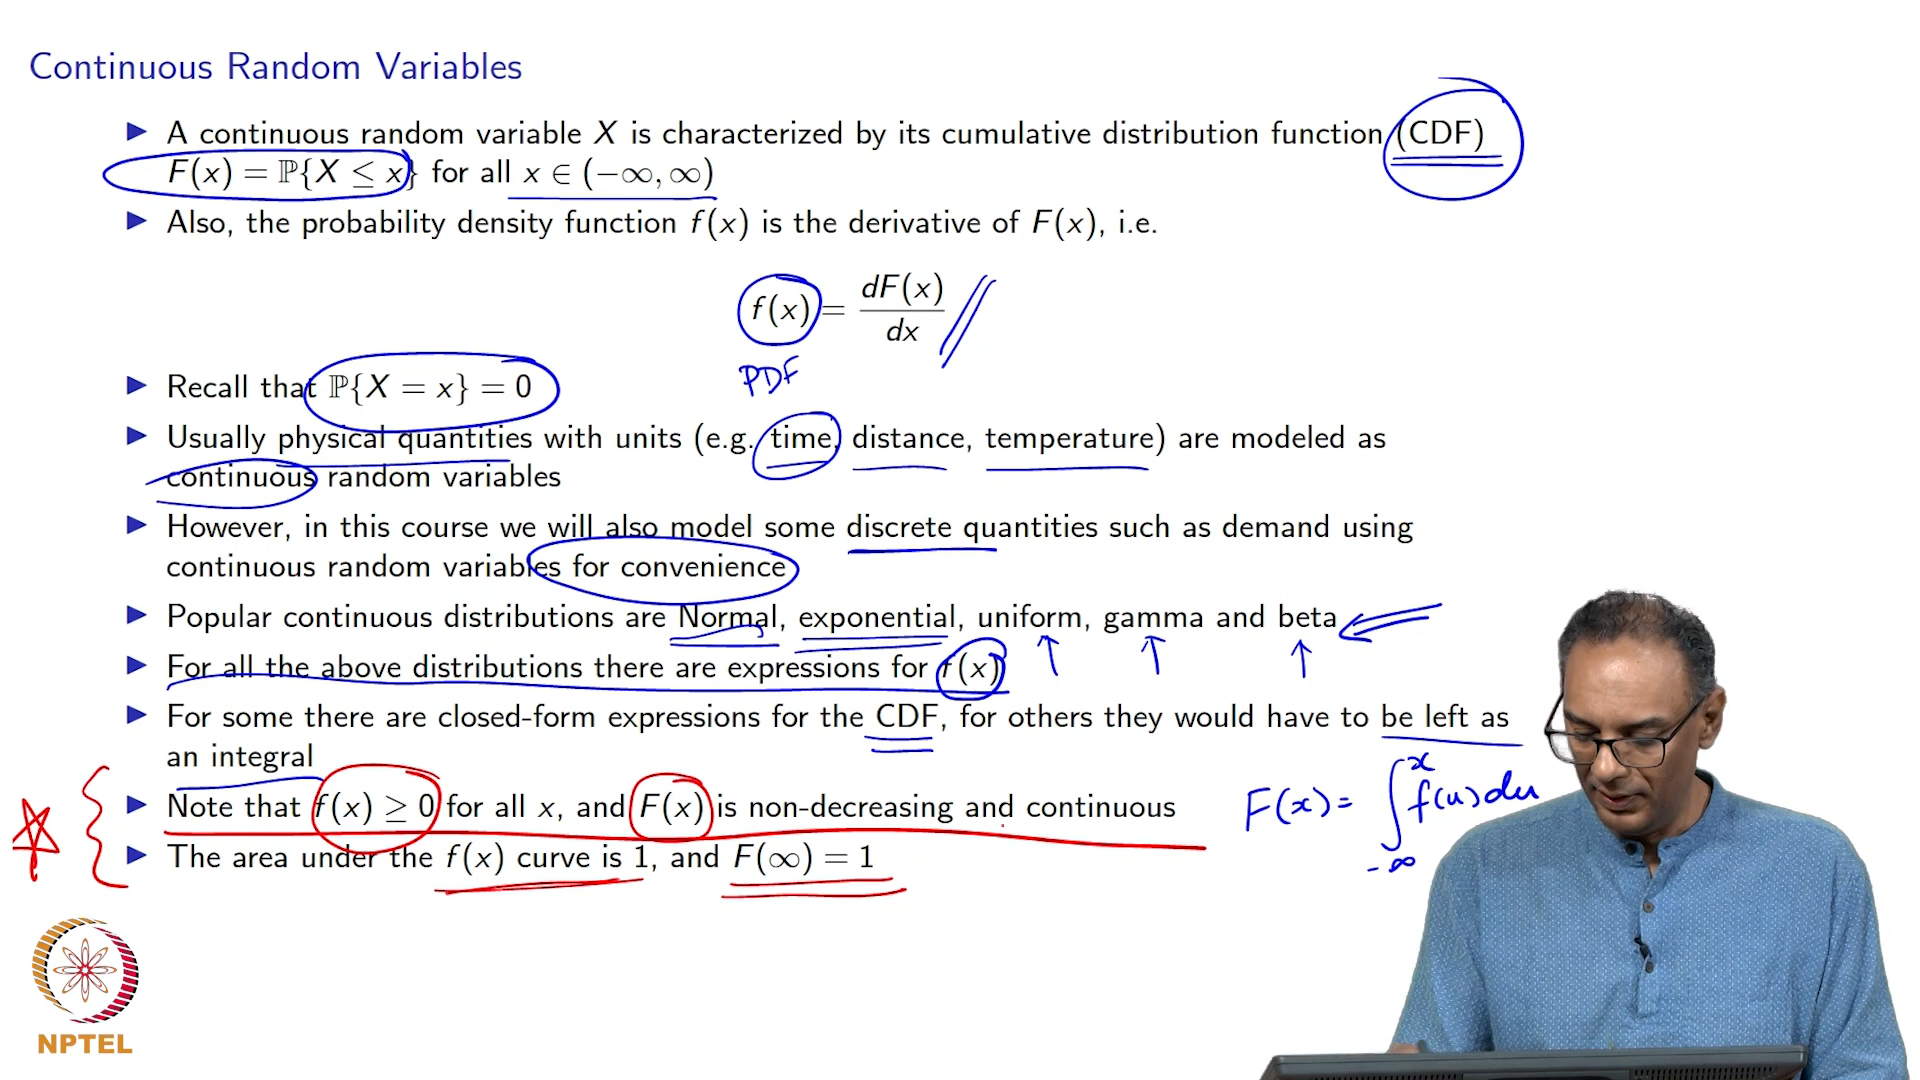 Continuous Random Variables
▶ A continuous random variable X is characterized by its cumulative distribution function (CDF)
F(x) = ℙ{X ≤ x} for all x ∈ (−∞, ∞)
▶ Also, the probability density function f(x) is the derivative of F(x), i.e.
f(x) = dF(x)/dx
PDF
▶ Recall that ℙ{X = x} = 0
▶ Usually physical quantities with units (e.g. time, distance, temperature) are modeled as
continuous random variables
▶ However, in this course we will also model some discrete quantities such as demand using
continuous random variables for convenience
▶ Popular continuous distributions are Normal, exponential, uniform, gamma and beta
▶ For all the above distributions there are expressions for f(x)
▶ For some there are closed-form expressions for the CDF, for others they would have to be left as
an integral
▶ Note that f(x) ≥ 0 for all x, and F(x) is non-decreasing and continuous
F(x) = ∫_{-∞}^{x} f(u)du
▶ The area under the f(x) curve is 1, and F(∞) = 1
NPTEL